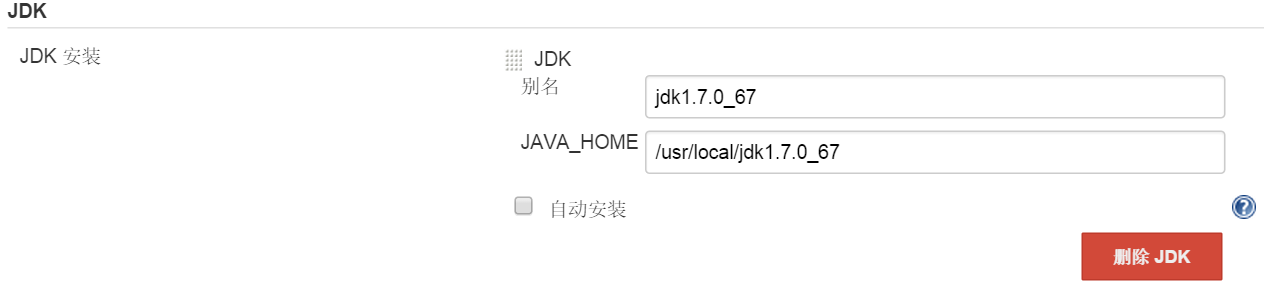 JDK
JDK 安装
JDK
别名
jdk1.7.0_67
JAVA_HOME
/usr/local/jdk1.7.0_67
自动安装
?
删除 JDK